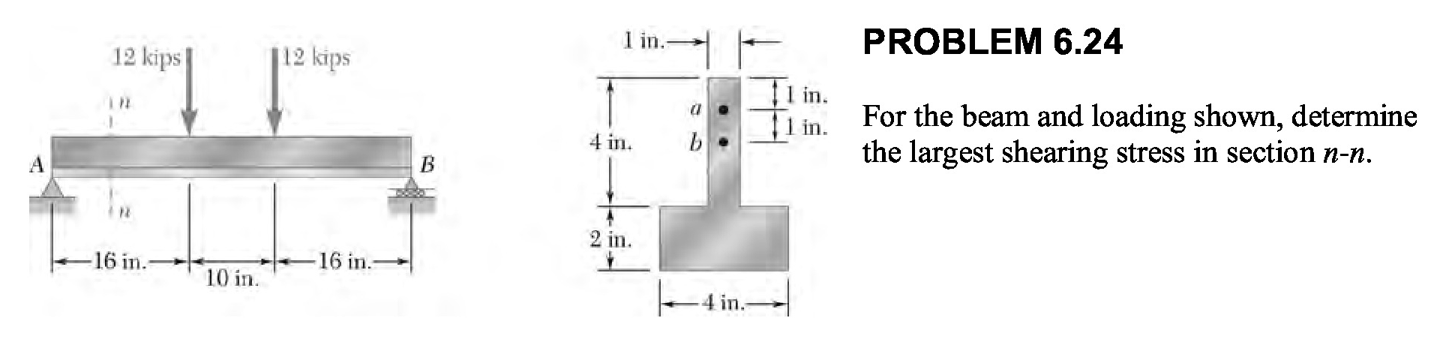 12 kips
12 kips
n
A
B
n
16 in.
10 in.
16 in.
1 in.
a
1 in.
b
1 in.
4 in.
2 in.
4 in.
PROBLEM 6.24
For the beam and loading shown, determine
the largest shearing stress in section n-n.